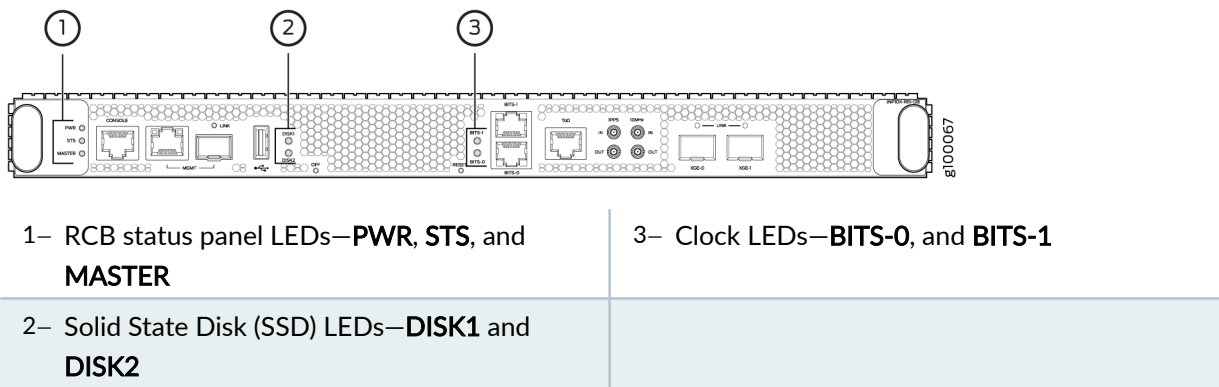 1
2
3
BITS-1
JNP10K-RE1-128
CONSOLE
ToD
1PPS
10MHz
LINK
LINK
PWR
DISK1
BITS-1
IN
IN
STS
MASTER
OUT
OUT
DISK2
BITS-0
MGMT
OFF
RESET
XGE-0
XGE-1
BITS-0
g100067
1– RCB status panel LEDs—PWR, STS, and
MASTER
3– Clock LEDs—BITS-0, and BITS-1
2– Solid State Disk (SSD) LEDs—DISK1 and
DISK2